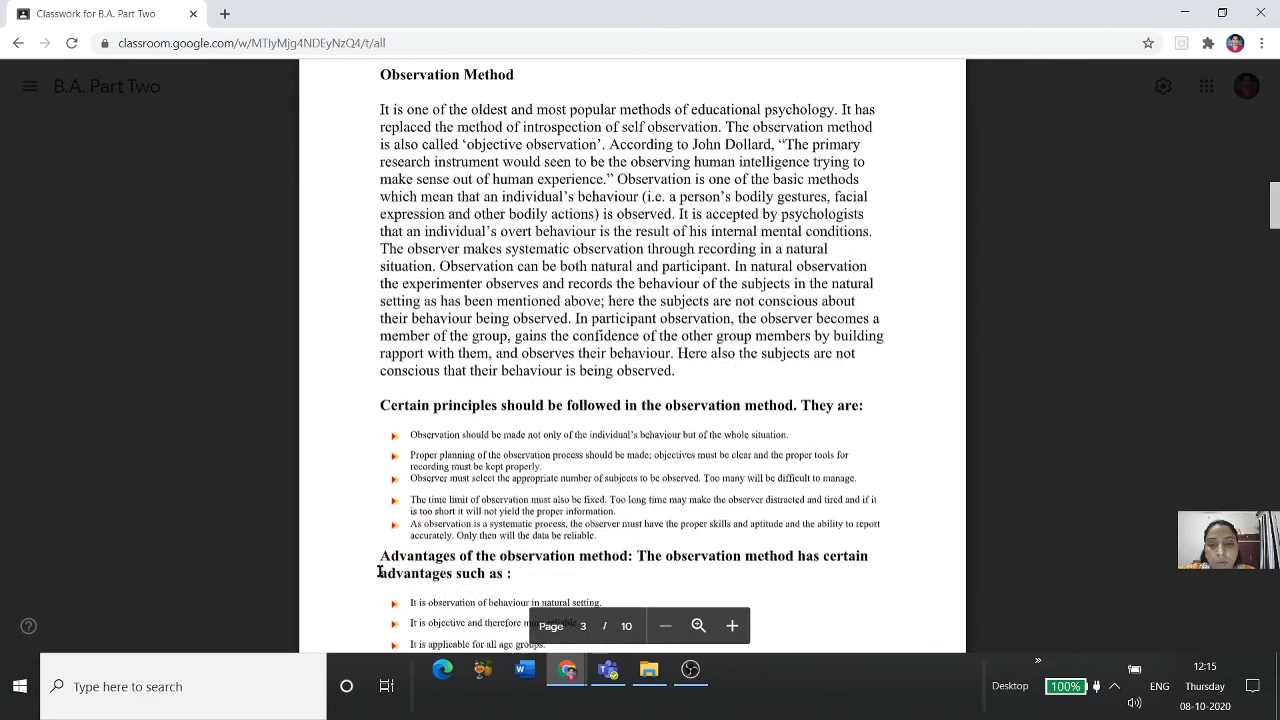 Classwork for B.A. Part Two
classroom.google.com/w/MTIyMjg4NDEyNzQ4/t/all
B.A. Part Two
Observation Method
It is one of the oldest and most popular methods of educational psychology. It has
replaced the method of introspection of self observation. The observation method
is also called ‘objective observation’. According to John Dollard, “The primary
research instrument would seen to be the observing human intelligence trying to
make sense out of human experience.” Observation is one of the basic methods
which mean that an individual’s behaviour (i.e. a person’s bodily gestures, facial
expression and other bodily actions) is observed. It is accepted by psychologists
that an individual’s overt behaviour is the result of his internal mental conditions.
The observer makes systematic observation through recording in a natural
situation. Observation can be both natural and participant. In natural observation
the experimenter observes and records the behaviour of the subjects in the natural
setting as has been mentioned above; here the subjects are not conscious about
their behaviour being observed. In participant observation, the observer becomes a
member of the group, gains the confidence of the other group members by building
rapport with them, and observes their behaviour. Here also the subjects are not
conscious that their behaviour is being observed.
Certain principles should be followed in the observation method. They are:
Observation should be made not only of the individual’s behaviour but of the whole situation.
Proper planning of the observation process should be made; objectives must be clear and the proper tools for
recording must be kept properly.
Observer must select the appropriate number of subjects to be observed. Too many will be difficult to manage.
The time limit of observation must also be fixed. Too long time may make the observer distracted and tired and if it
is too short it will not yield the proper information.
As observation is a systematic process, the observer must have the proper skills and aptitude and the ability to report
accurately. Only then will the data be reliable.
Advantages of the observation method: The observation method has certain
advantages such as :
It is observation of behaviour in natural setting.
It is objective and therefore more reliable.
It is applicable for all age groups.
Page 3 / 10
Type here to search
Desktop
100%
ENG
12:15
Thursday
08-10-2020